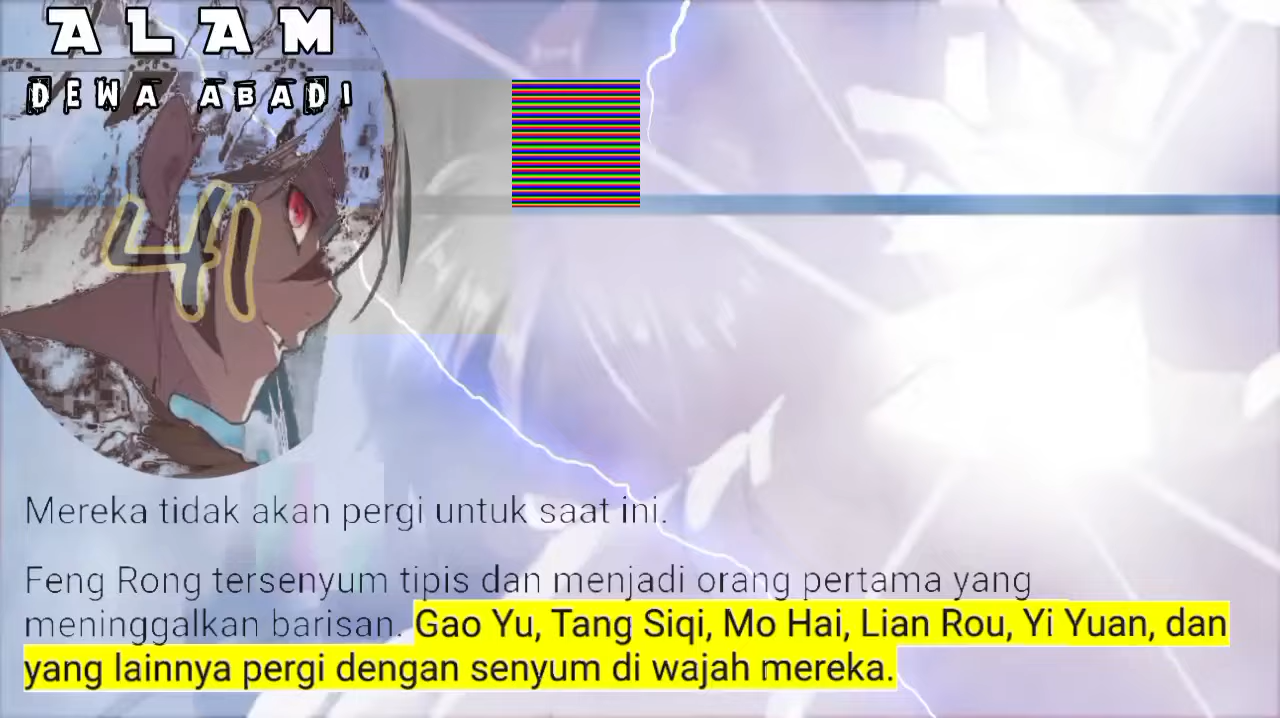 ALAM
DEWA ABADI
41
Mereka tidak akan pergi untuk saat ini.
Feng Rong tersenyum tipis dan menjadi orang pertama yang
meninggalkan barisan. Gao Yu, Tang Siqi, Mo Hai, Lian Rou, Yi Yuan, dan
yang lainnya pergi dengan senyum di wajah mereka.